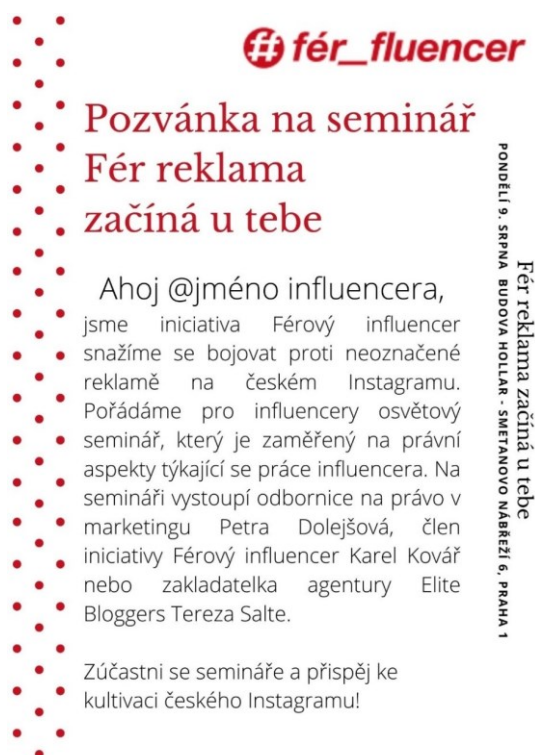 # fér_fluencer
Pozvánka na seminář
Fér reklama
začíná u tebe
Ahoj @jméno influencera,
jsme iniciativa Férový influencer
snažíme se bojovat proti neoznačené
reklamě na českém Instagramu.
Pořádáme pro influencery osvětový
seminář, který je zaměřený na právní
aspekty týkající se práce influencera. Na
semináři vystoupí odbornice na právo v
marketingu Petra Dolejšová, člen
iniciativy Férový influencer Karel Kovář
nebo zakladatelka agentury Elite
Bloggers Tereza Salte.
Zúčastni se semináře a přispěj ke
kultivaci českého Instagramu!
Fér reklama začíná u tebe
PONDĚLÍ 9. SRPNA BUDOVA HOLLAR - SMETANOVO NÁBŘEŽÍ 6, PRAHA 1